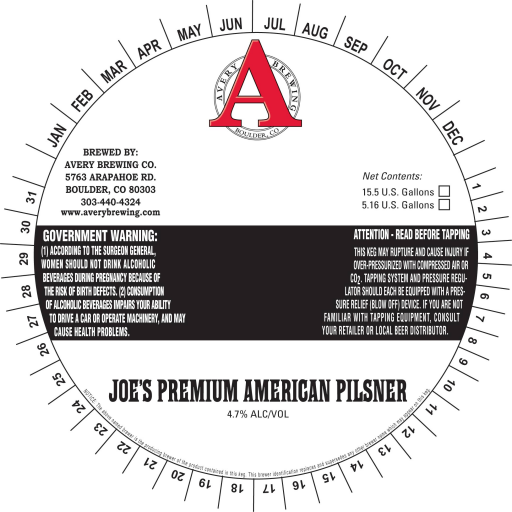 JAN
FEB
MAR
APR
MAY
JUN
JUL
AUG
SEP
OCT
NOV
DEC
AVERY BREWING
A
BOULDER, CO
BREWED BY:
AVERY BREWING CO.
5763 ARAPAHOE RD.
BOULDER, CO 80303
303-440-4324
www.averybrewing.com
Net Contents:
15.5 U.S. Gallons
5.16 U.S. Gallons
GOVERNMENT WARNING:
(1) ACCORDING TO THE SURGEON GENERAL,
WOMEN SHOULD NOT DRINK ALCOHOLIC
BEVERAGES DURING PREGNANCY BECAUSE OF
THE RISK OF BIRTH DEFECTS. (2) CONSUMPTION
OF ALCOHOLIC BEVERAGES IMPAIRS YOUR ABILITY
TO DRIVE A CAR OR OPERATE MACHINERY, AND MAY
CAUSE HEALTH PROBLEMS.
ATTENTION - READ BEFORE TAPPING
THIS KEG MAY RUPTURE AND CAUSE INJURY IF
OVER-PRESSURIZED WITH COMPRESSED AIR OR
CO2. TAPPING SYSTEM AND PRESSURE REGU-
LATOR SHOULD EACH BE EQUIPPED WITH A PRES-
SURE RELIEF (BLOW OFF) DEVICE. IF YOU ARE NOT
FAMILIAR WITH TAPPING EQUIPMENT, CONSULT
YOUR RETAILER OR LOCAL BEER DISTRIBUTOR.
JOE'S PREMIUM AMERICAN PILSNER
4.7% ALC/VOL
NOTICE: The above named brewer is the producing brewer of the product contained in this keg. This brewer identification replaces and supersedes any other brewer name which may appear on this keg.
1
2
3
4
5
6
7
8
9
10
11
12
13
14
15
16
17
18
19
20
21
22
23
24
25
26
27
28
29
30
31